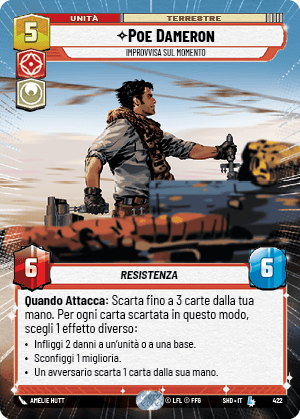 5
UNITÀ
TERRESTRE
POE DAMERON
IMPROVVISA SUL MOMENTO
6
RESISTENZA
6
Quando Attacca: Scarta fino a 3 carte dalla tua
mano. Per ogni carta scartata in questo modo,
scegli 1 effetto diverso:
• Infliggi 2 danni a un'unità o a una base.
• Sconfiggi 1 miglioria.
• Un avversario scarta 1 carta dalla sua mano.
AMÉLIE HUTT
© LFL © FFG
SHD • IT
422